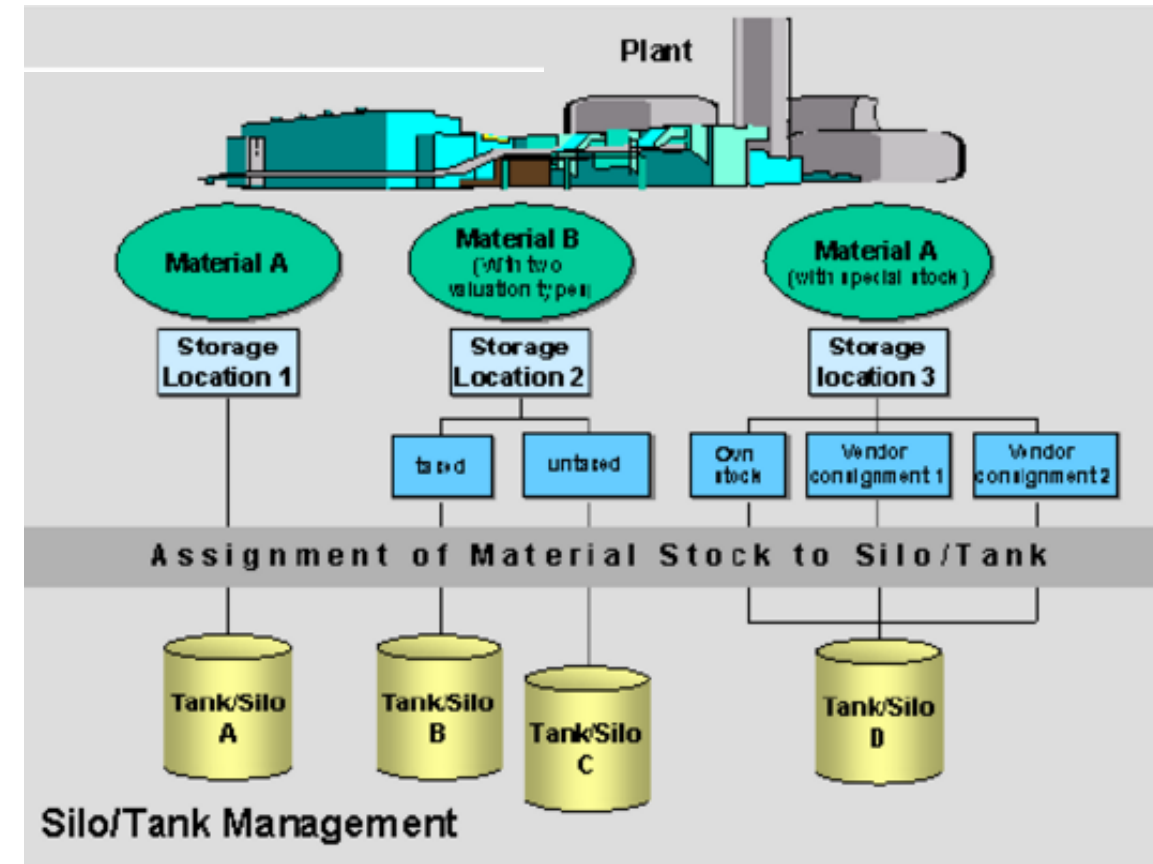 Plant
Material A
Material B
(With two
valuation types)
Material A
(with special stock)
Storage
Location 1
Storage
Location 2
Storage
location 3
taxed
untaxed
Own
stock
Vendor
consignment 1
Vendor
consignment 2
Assignment of Material Stock to Silo/Tank
Tank/Silo
A
Tank/Silo
B
Tank/Silo
C
Tank/Silo
D
Silo/Tank Management